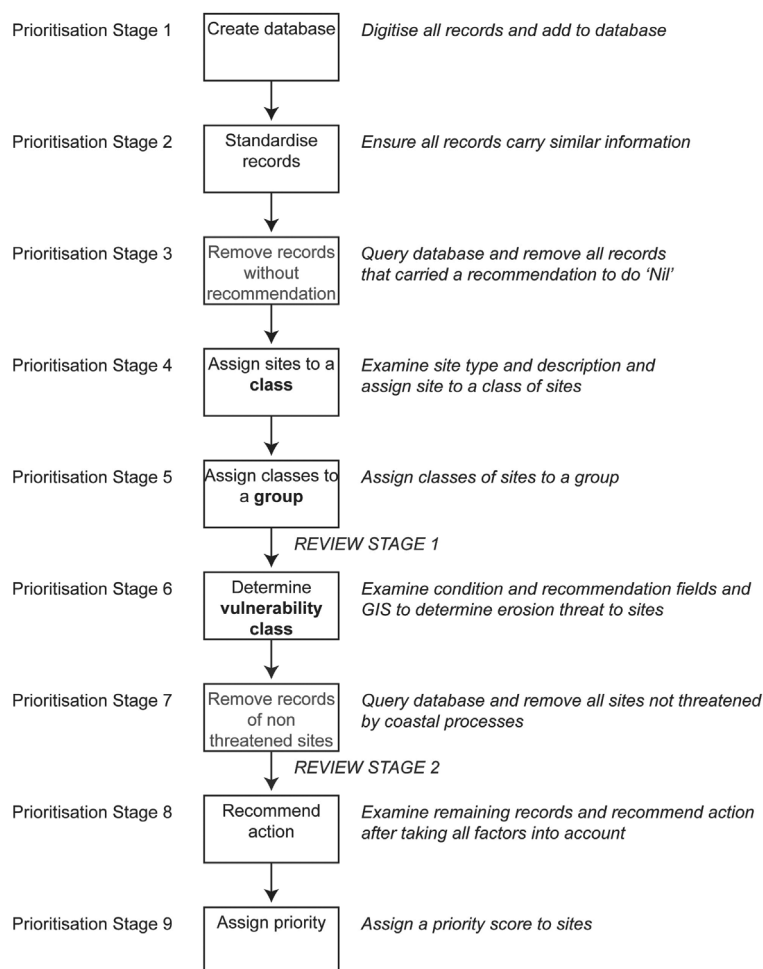 Prioritisation Stage 1
Create database
Digitise all records and add to database
Prioritisation Stage 2
Standardise
records
Ensure all records carry similar information
Prioritisation Stage 3
Remove records
without
recommendation
Query database and remove all records
that carried a recommendation to do ‘Nil’
Prioritisation Stage 4
Assign sites to a
class
Examine site type and description and
assign site to a class of sites
Prioritisation Stage 5
Assign classes to
a group
Assign classes of sites to a group
REVIEW STAGE 1
Prioritisation Stage 6
Determine
vulnerability
class
Examine condition and recommendation fields and
GIS to determine erosion threat to sites
Prioritisation Stage 7
Remove records
of non
threatened sites
Query database and remove all sites not threatened
by coastal processes
REVIEW STAGE 2
Prioritisation Stage 8
Recommend
action
Examine remaining records and recommend action
after taking all factors into account
Prioritisation Stage 9
Assign priority
Assign a priority score to sites